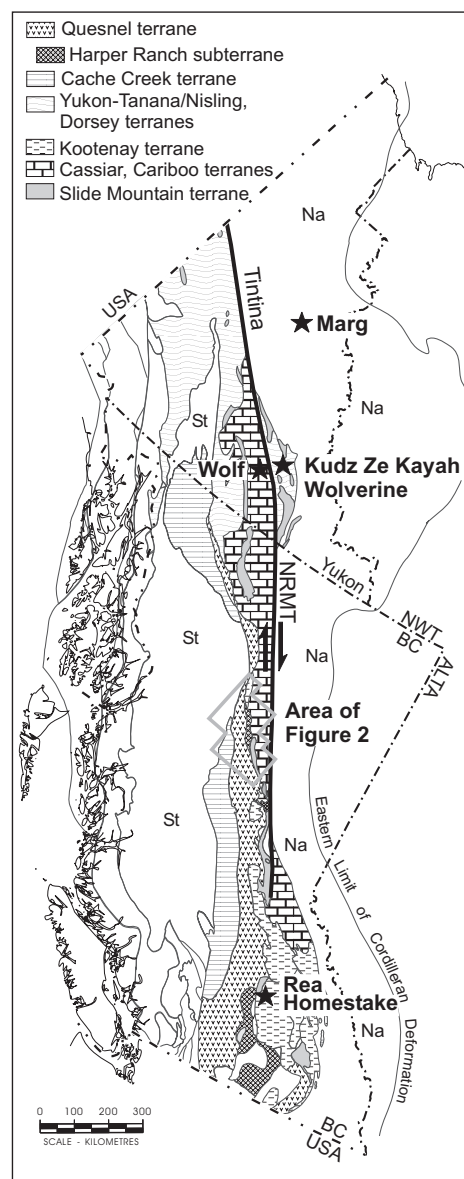 Quesnel terrane
Harper Ranch subterrane
Cache Creek terrane
Yukon-Tanana/Nisling,
Dorsey terranes
Kootenay terrane
Cassiar, Cariboo terranes
Slide Mountain terrane
Na
USA
Tintina
Marg
Na
St
Wolf
Kudz Ze Kayah
Wolverine
Yukon
NWT
BC
ALTA
NRMT
St
Na
Area of
Figure 2
St
Na
Eastern Limit of Cordilleran
Deformation
Rea
Homestake
Na
0 100 200 300
SCALE - KILOMETRES
BC
USA